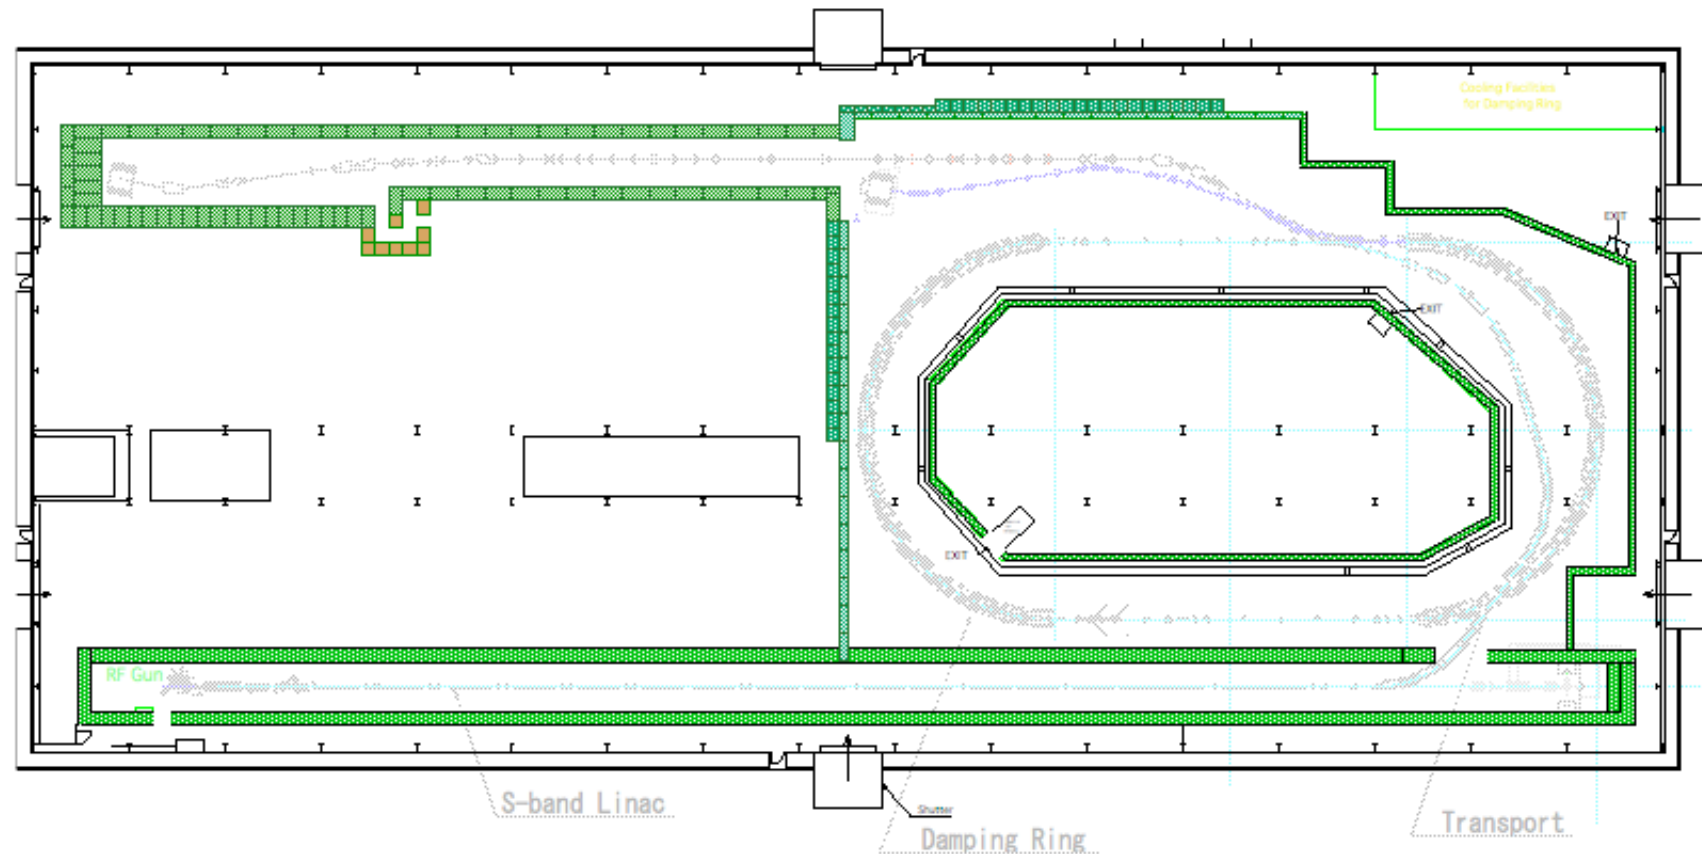 Cooling Facilities
for Damping Ring
EXIT
EXIT
EXIT
RF Gun
S-band Linac
Shutter
Damping Ring
Transport